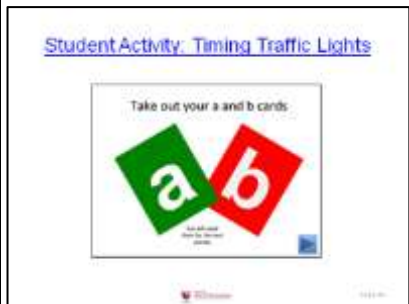 Student Activity: Timing Traffic Lights
Take out your a and b cards
a b